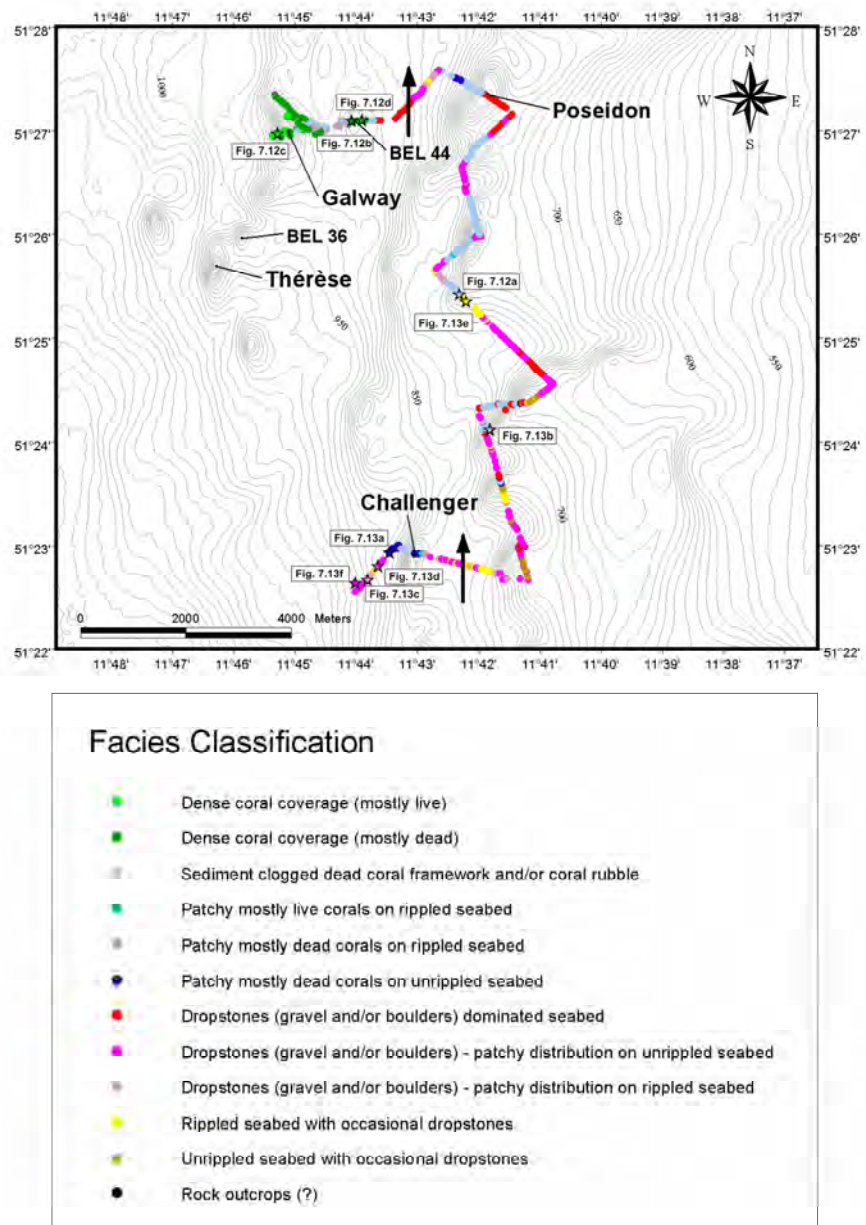 11°48' 11°47' 11°46' 11°45' 11°44' 11°43' 11°42' 11°41' 11°40' 11°39' 11°38' 11°37'
51°28' 51°28'
1000
N
W E
S
Fig. 7.12d
Poseidon
51°27' 51°27'
Fig. 7.12c
Fig. 7.12b
BEL 44
Galway
700
650
51°26' 51°26'
BEL 36
Thérèse
Fig. 7.12a
Fig. 7.13e
51°25' 51°25'
950
600
550
850
51°24' 51°24'
Fig. 7.13b
Challenger
700
51°23' 51°23'
Fig. 7.13a
Fig. 7.13f
Fig. 7.13d
Fig. 7.13c
0 2000 4000 Meters
51°22' 51°22'
11°48' 11°47' 11°46' 11°45' 11°44' 11°43' 11°42' 11°41' 11°40' 11°39' 11°38' 11°37'
Facies Classification
Dense coral coverage (mostly live)
Dense coral coverage (mostly dead)
Sediment clogged dead coral framework and/or coral rubble
Patchy mostly live corals on rippled seabed
Patchy mostly dead corals on rippled seabed
Patchy mostly dead corals on unrippled seabed
Dropstones (gravel and/or boulders) dominated seabed
Dropstones (gravel and/or boulders) - patchy distribution on unrippled seabed
Dropstones (gravel and/or boulders) - patchy distribution on rippled seabed
Rippled seabed with occasional dropstones
Unrippled seabed with occasional dropstones
Rock outcrops (?)